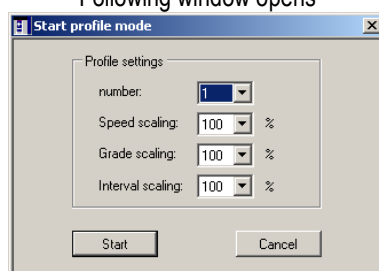 Following window opens
Start profile mode
Profile settings
number: 1
Speed scaling: 100 %
Grade scaling: 100 %
Interval scaling: 100 %
Start Cancel